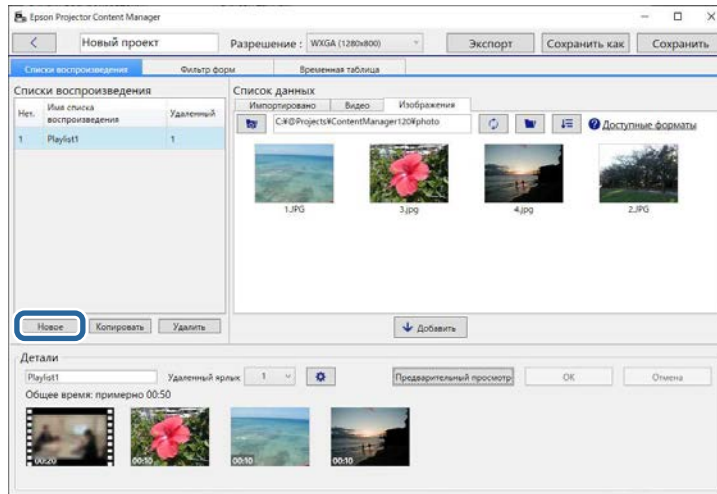 Epson Projector Content Manager
Новый проект
Разрешение :
WXGA (1280x800)
Экспорт
Сохранить как
Сохранить
Списки воспроизведения
Фильтр форм
Временная таблица
Списки воспроизведения
Нет.
Имя списка
воспроизведения
Удаленный
1
Playlist1
1
Новое
Копировать
Удалить
Список данных
Импортировано
Видео
Изображения
C:¥@Projects¥ContentManager120¥photo
Доступные форматы
1.JPG
3.jpg
4.jpg
2.JPG
Добавить
Детали
Playlist1
Удаленный ярлык
1
Предварительный просмотр
OK
Отмена
Общее время: примерно 00:50
00:20
00:10
00:10
00:10